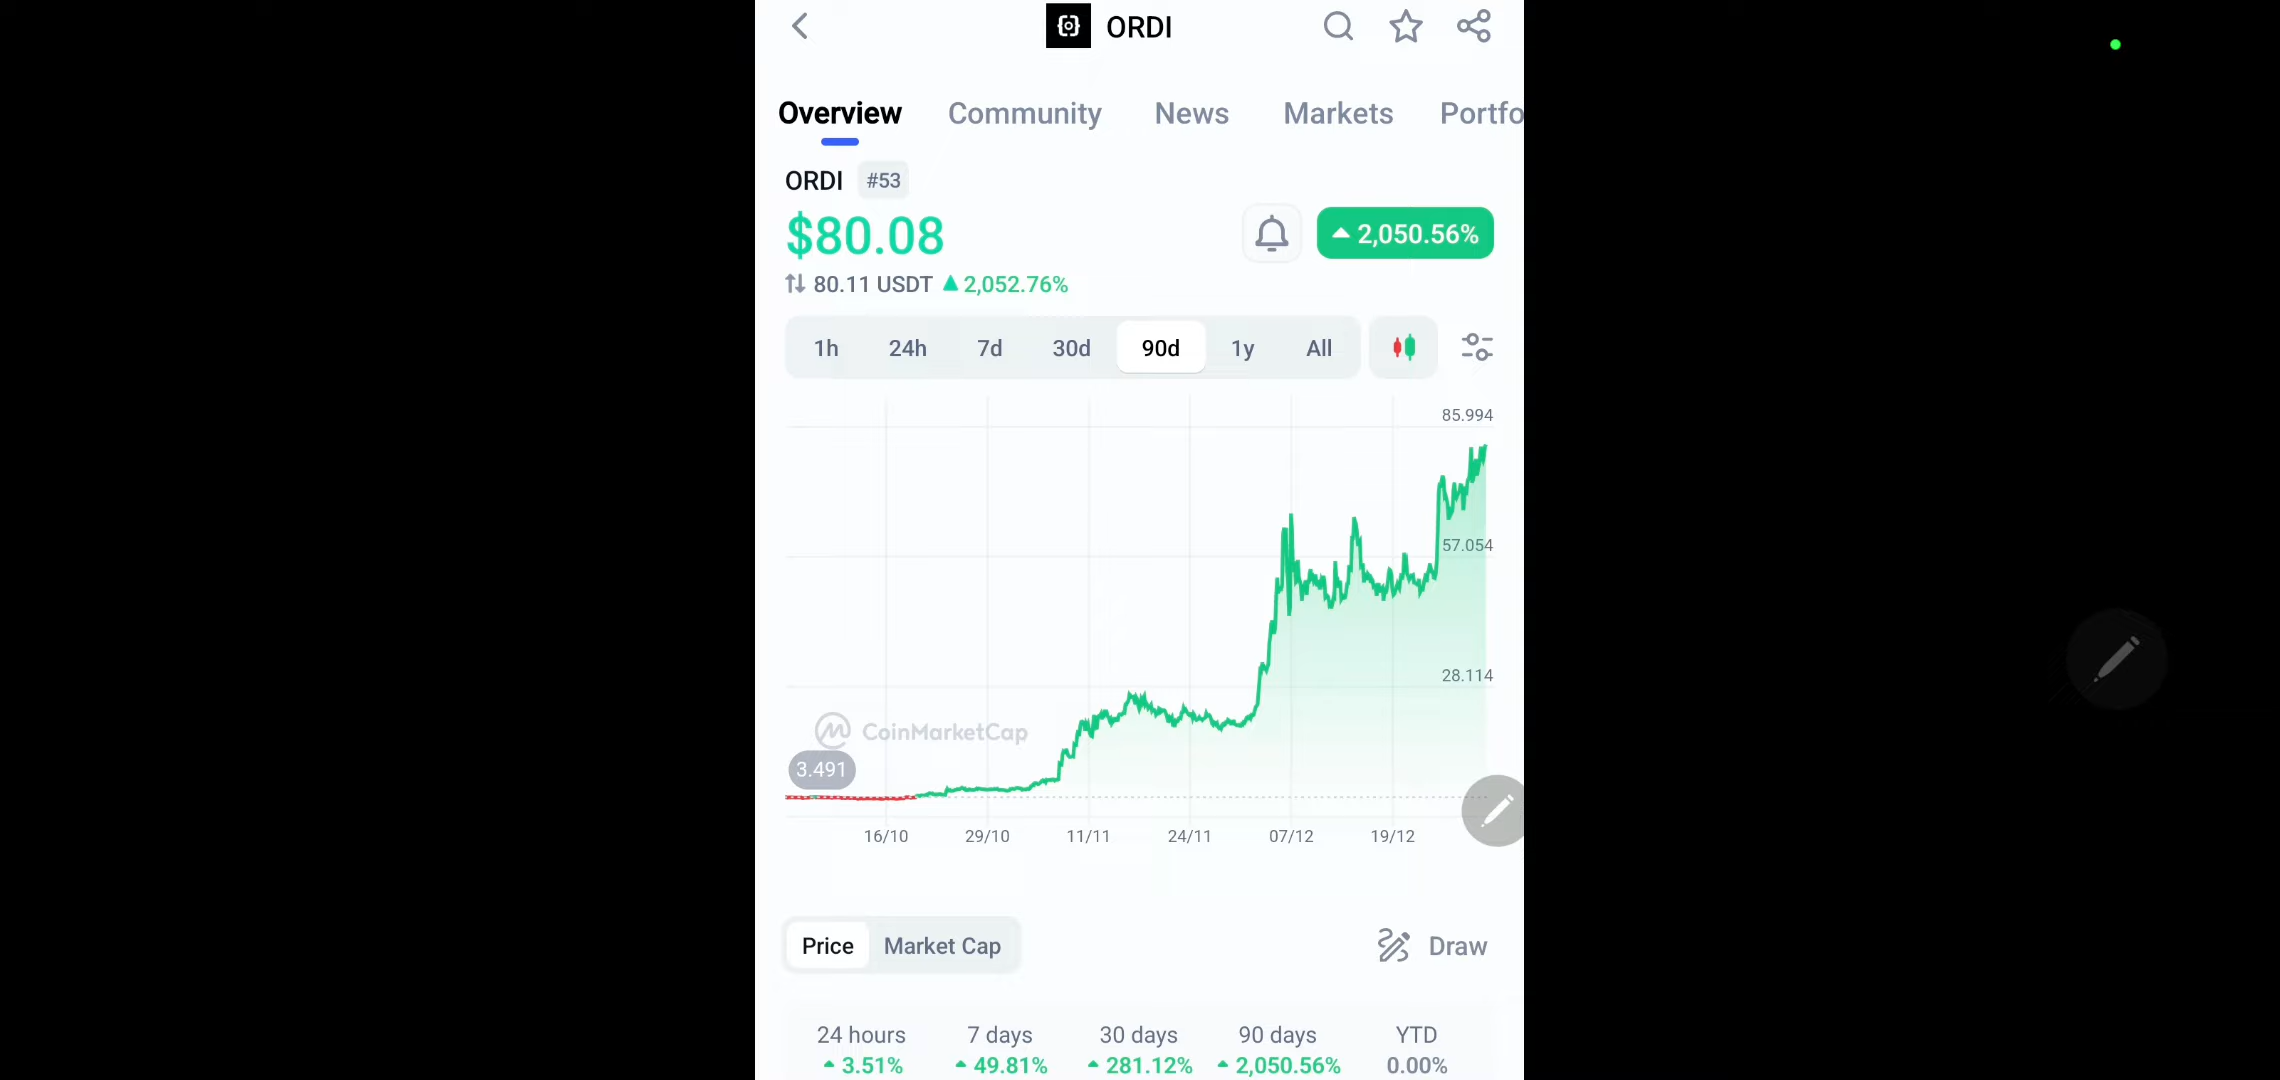 ORDI
Overview Community News Markets Portfo
ORDI #53
$80.08
2,050.56%
80.11 USDT 2,052.76%
1h 24h 7d 30d 90d 1y All
85.994
57.054
28.114
CoinMarketCap
3.491
16/10 29/10 11/11 24/11 07/12 19/12
Price Market Cap Draw
24 hours 7 days 30 days 90 days YTD
3.51% 49.81% 281.12% 2,050.56% 0.00%